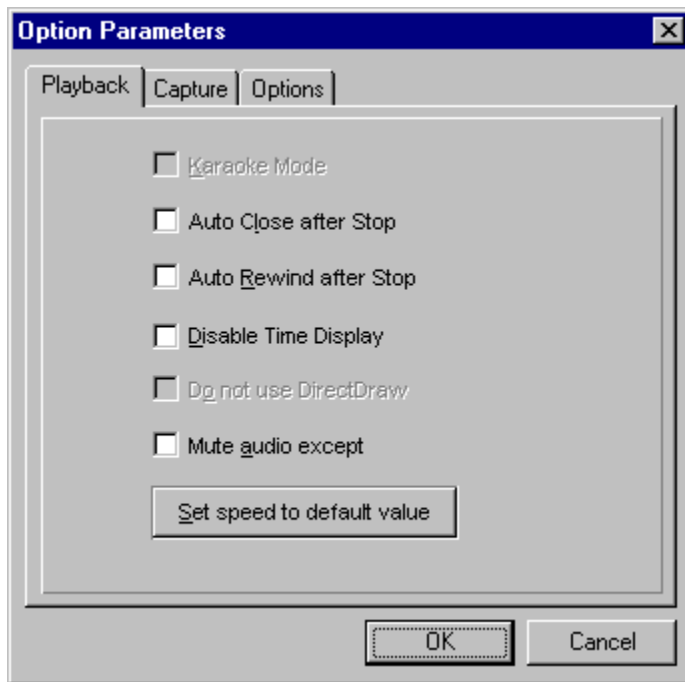 Option Parameters
Playback Capture Options
Karaoke Mode
Auto Close after Stop
Auto Rewind after Stop
Disable Time Display
Do not use DirectDraw
Mute audio except
Set speed to default value
OK Cancel